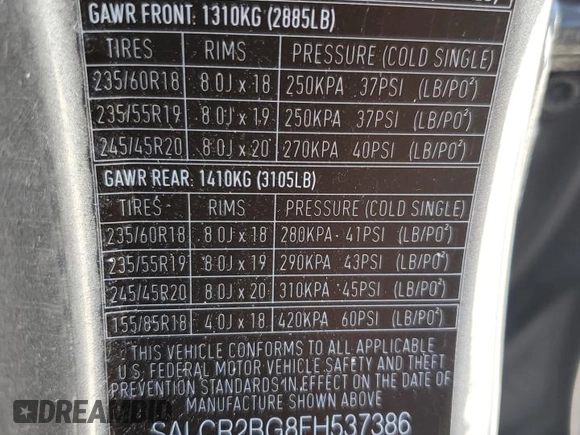 GAWR FRONT: 1310KG (2885LB)
TIRES RIMS PRESSURE (COLD SINGLE)
235/60R18 8.0J x 18 250KPA 37PSI (LB/PO²)
235/55R19 8.0J x 19 250KPA 37PSI (LB/PO²)
245/45R20 8.0J x 20 270KPA 40PSI (LB/PO²)
GAWR REAR: 1410KG (3105LB)
TIRES RIMS PRESSURE (COLD SINGLE)
235/60R18 8.0J x 18 280KPA 41PSI (LB/PO²)
235/55R19 8.0J x 19 290KPA 43PSI (LB/PO²)
245/45R20 8.0J x 20 310KPA 45PSI (LB/PO²)
155/85R18 4.0J x 18 420KPA 60PSI (LB/PO²)
THIS VEHICLE CONFORMS TO ALL APPLICABLE
U.S. FEDERAL MOTOR VEHICLE SAFETY AND THEFT
PREVENTION STANDARDS IN EFFECT ON THE DATE OF
MANUFACTURE SHOWN ABOVE
SALCR2BG8FH537386
AUTOBIDMASTER